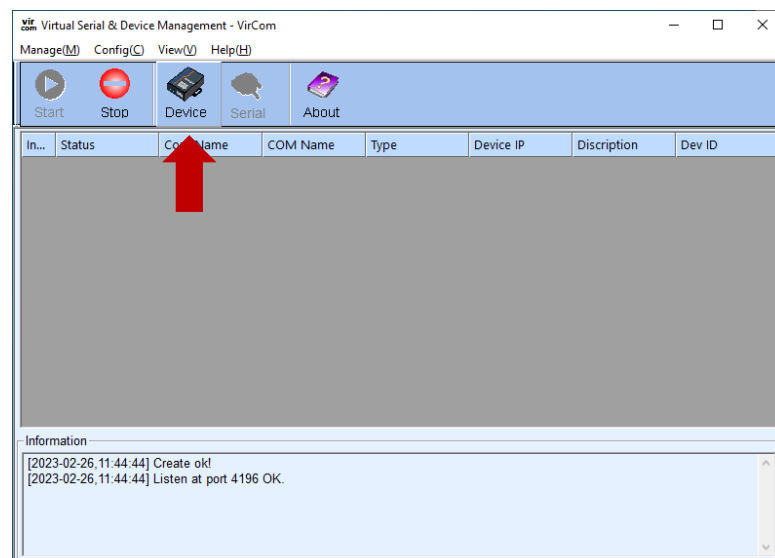 vir com Virtual Serial & Device Management - VirCom
Manage(M) Config(C) View(V) Help(H)
Start Stop Device Serial About
In... Status COM Name Type Device IP Discription Dev ID
Information
[2023-02-26,11:44:44] Create ok!
[2023-02-26,11:44:44] Listen at port 4196 OK.